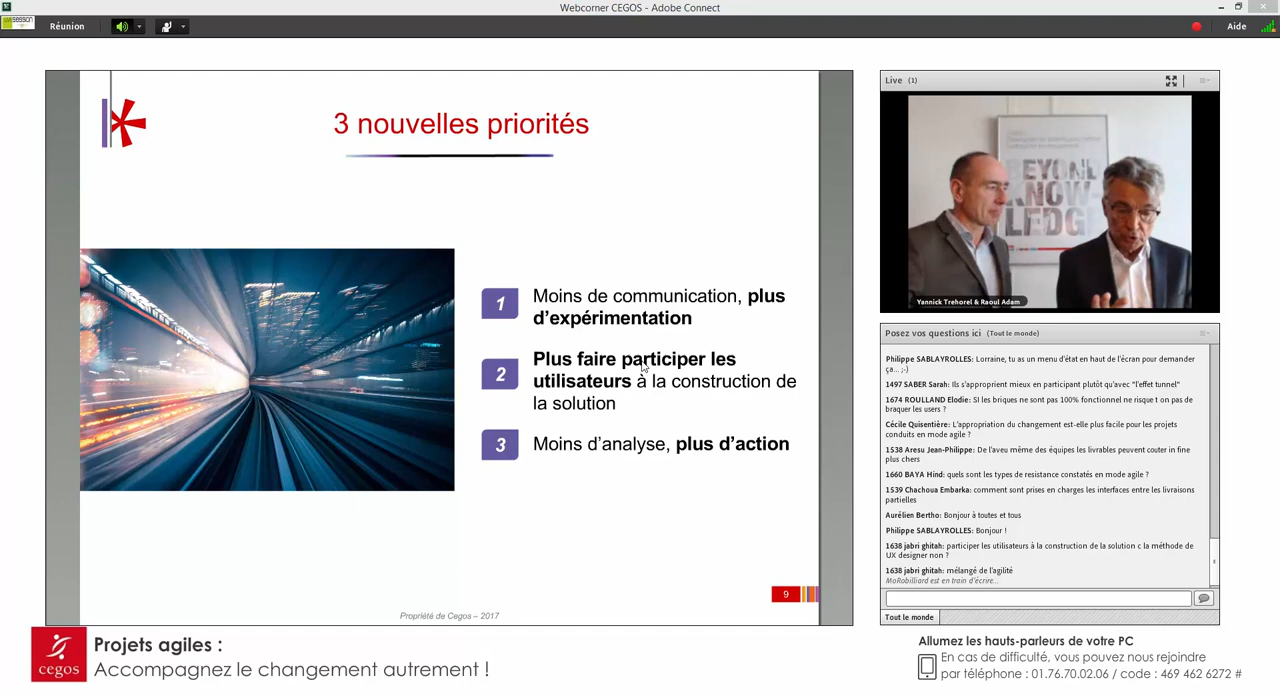 Webcorner CEGOS - Adobe Connect
Réunion
Aide
3 nouvelles priorités
1
Moins de communication, plus
d'expérimentation
2
Plus faire participer les
utilisateurs à la construction de
la solution
3
Moins d'analyse, plus d'action
9
Propriété de Cegos – 2017
Live (1)
BEYOND
KNOW-
LEDGE
Yannick Trehorel & Raoul Adam
Posez vos questions ici (Tout le monde)
Philippe SABLAYROLLES: Lorraine, tu as un menu d'état en haut de l'écran pour demander
ça... ;-)
1497 SABER Sarah: Ils s'approprient mieux en participant plutôt qu'avec "l'effet tunnel"
1674 ROULLAND Elodie: SI les briques ne sont pas 100% fonctionnel ne risque t on pas de
braquer les users ?
Cécile Quisentière: L'appropriation du changement est-elle plus facile pour les projets
conduits en mode agile ?
1538 Aresu Jean-Philippe: De l'aveu même des équipes les livrables peuvent couter in fine
plus chers
1660 BAYA Hind: quels sont les types de resistance constatés en mode agile ?
1539 Chachoua Embarka: comment sont prises en charges les interfaces entre les livraisons
partielles
Aurélien Bertho: Bonjour à toutes et tous
Philippe SABLAYROLLES: Bonjour !
1638 jabri ghitah: participer les utilisateurs à la construction de la solution c la méthode de
UX designer non ?
1638 jabri ghitah: mélangé de l'agilité
MoRobilliard est en train d'écrire...
Tout le monde
cegos
Projets agiles :
Accompagnez le changement autrement !
Allumez les hauts-parleurs de votre PC
En cas de difficulté, vous pouvez nous rejoindre
par téléphone : 01.76.70.02.06 / code : 469 462 6272 #